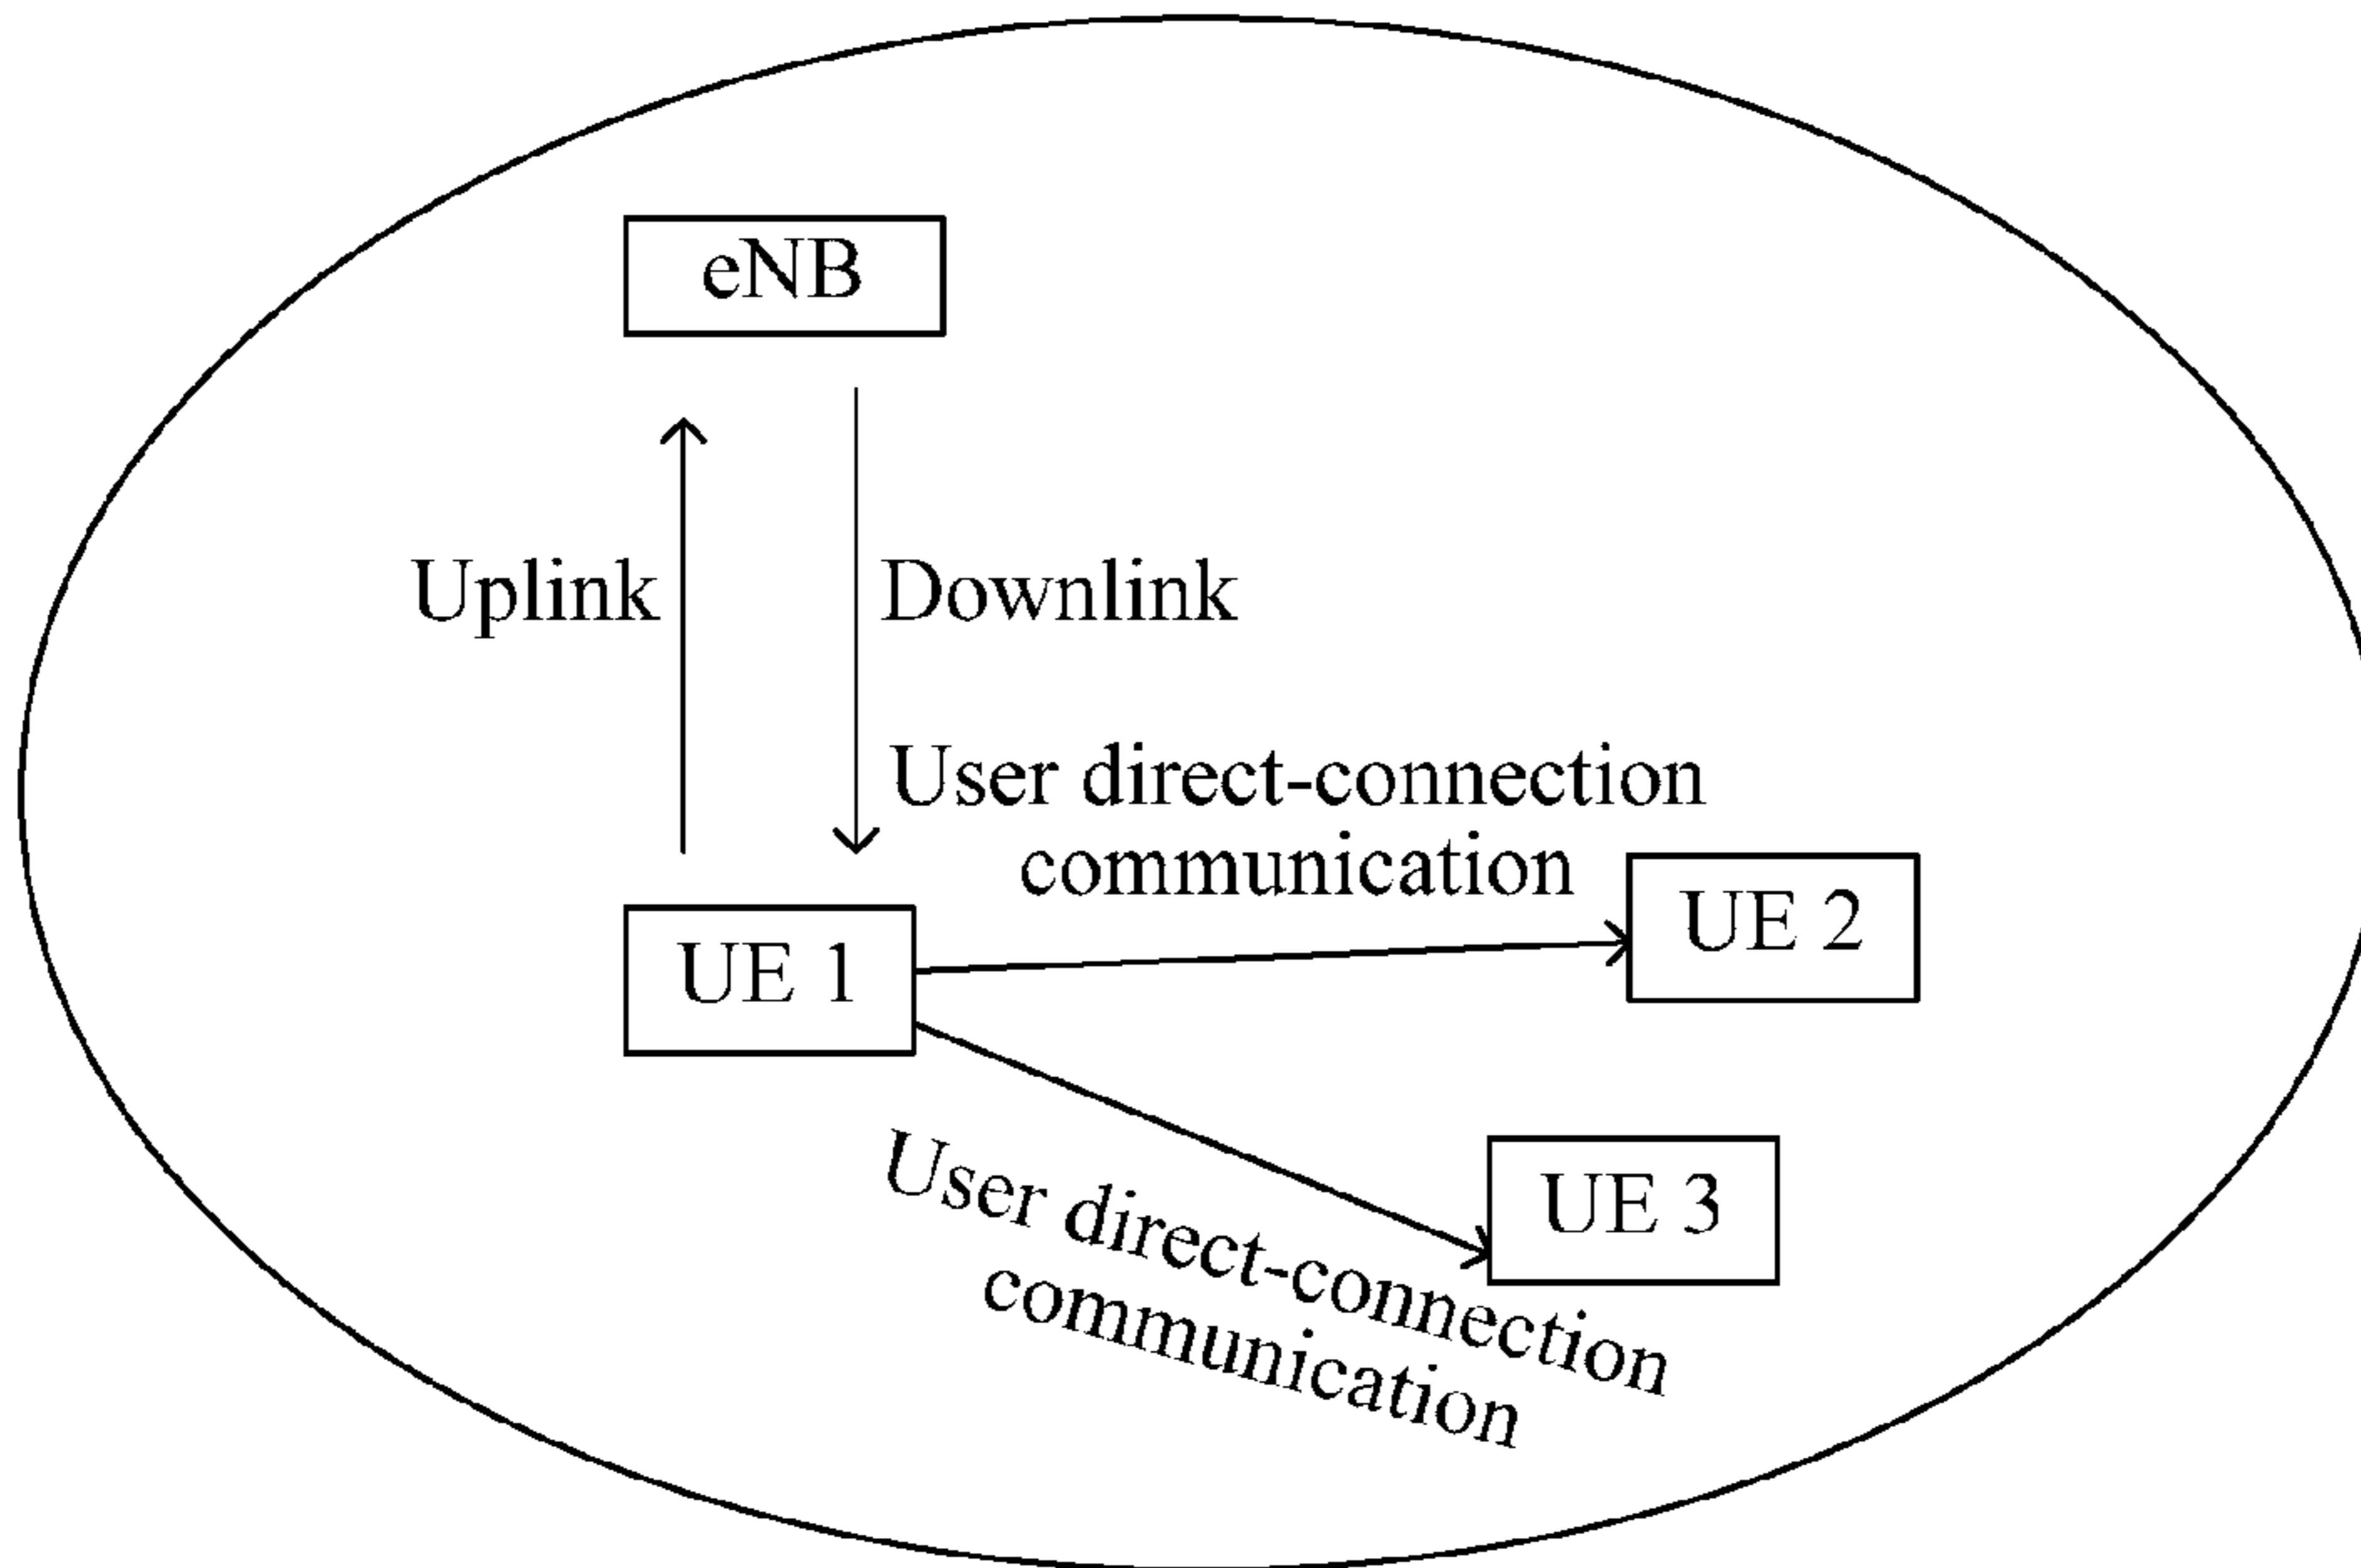 eNB
Uplink
Downlink
User direct-connection
communication
UE 2
UE 1
UE 3
User direct-connection
communication